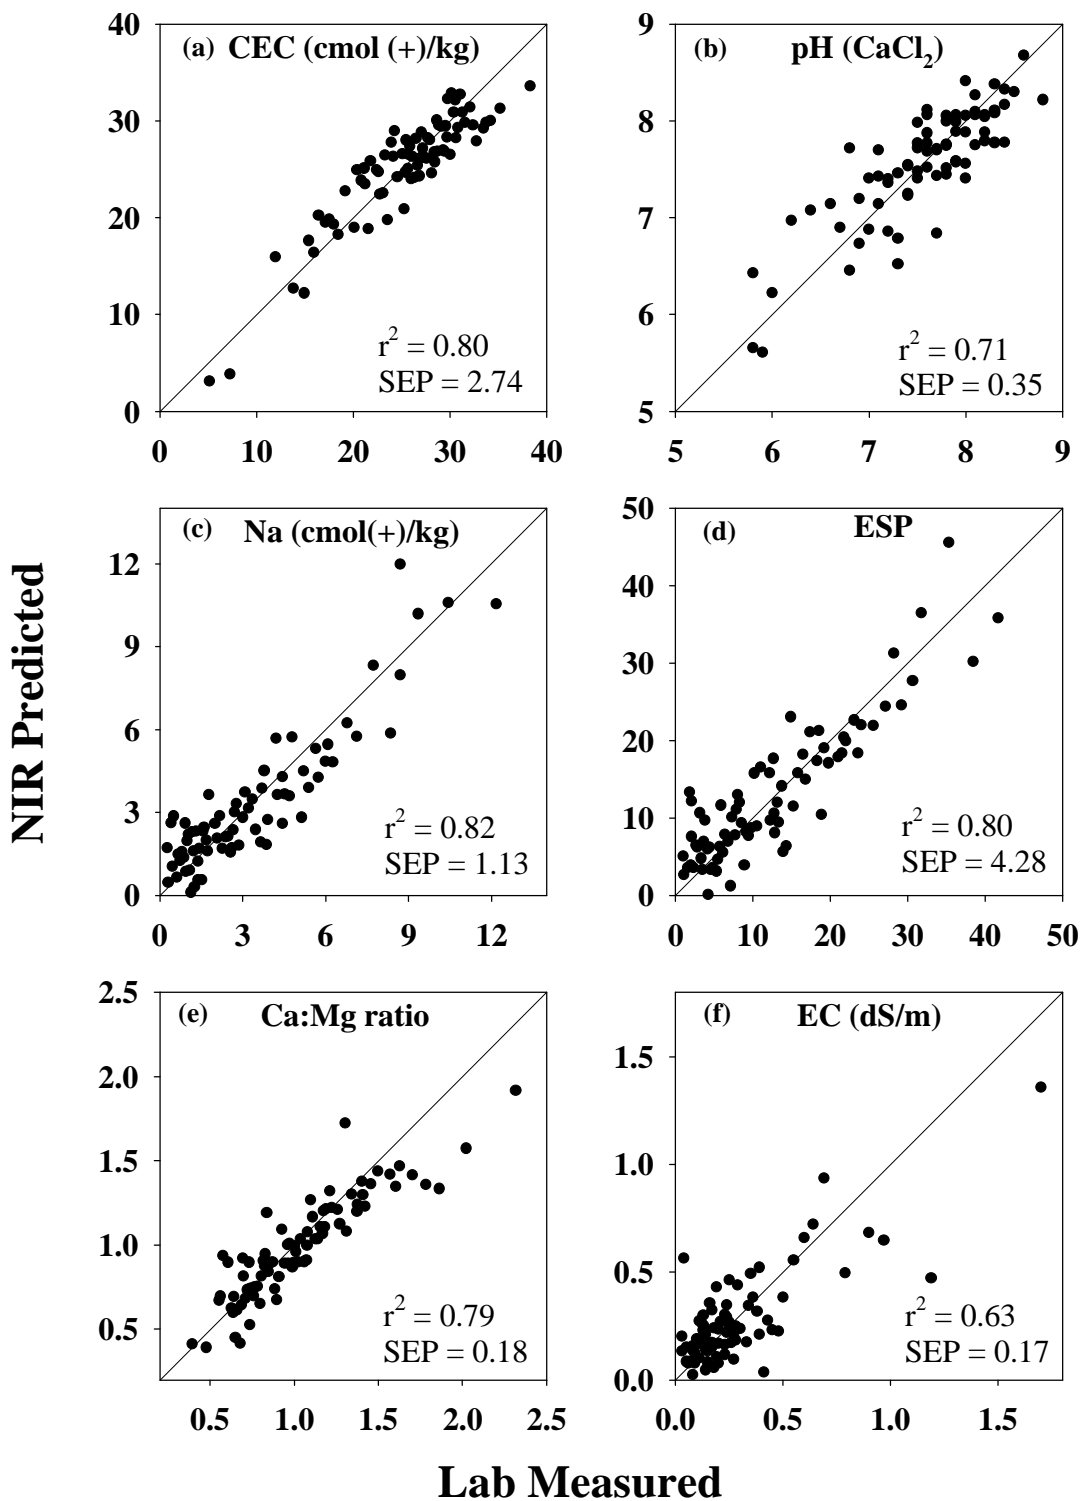 NIR Predicted
(a) CEC (cmol (+)/kg)
40
30
20
10
0
r² = 0.80
SEP = 2.74
0 10 20 30 40
(b) pH (CaCl₂)
9
8
7
6
5
r² = 0.71
SEP = 0.35
5 6 7 8 9
(c) Na (cmol(+)/kg)
12
9
6
3
0
r² = 0.82
SEP = 1.13
0 3 6 9 12
(d) ESP
50
40
30
20
10
0
r² = 0.80
SEP = 4.28
0 10 20 30 40 50
(e) Ca:Mg ratio
2.5
2.0
1.5
1.0
0.5
r² = 0.79
SEP = 0.18
0.5 1.0 1.5 2.0 2.5
(f) EC (dS/m)
1.5
1.0
0.5
0.0
r² = 0.63
SEP = 0.17
0.0 0.5 1.0 1.5
Lab Measured